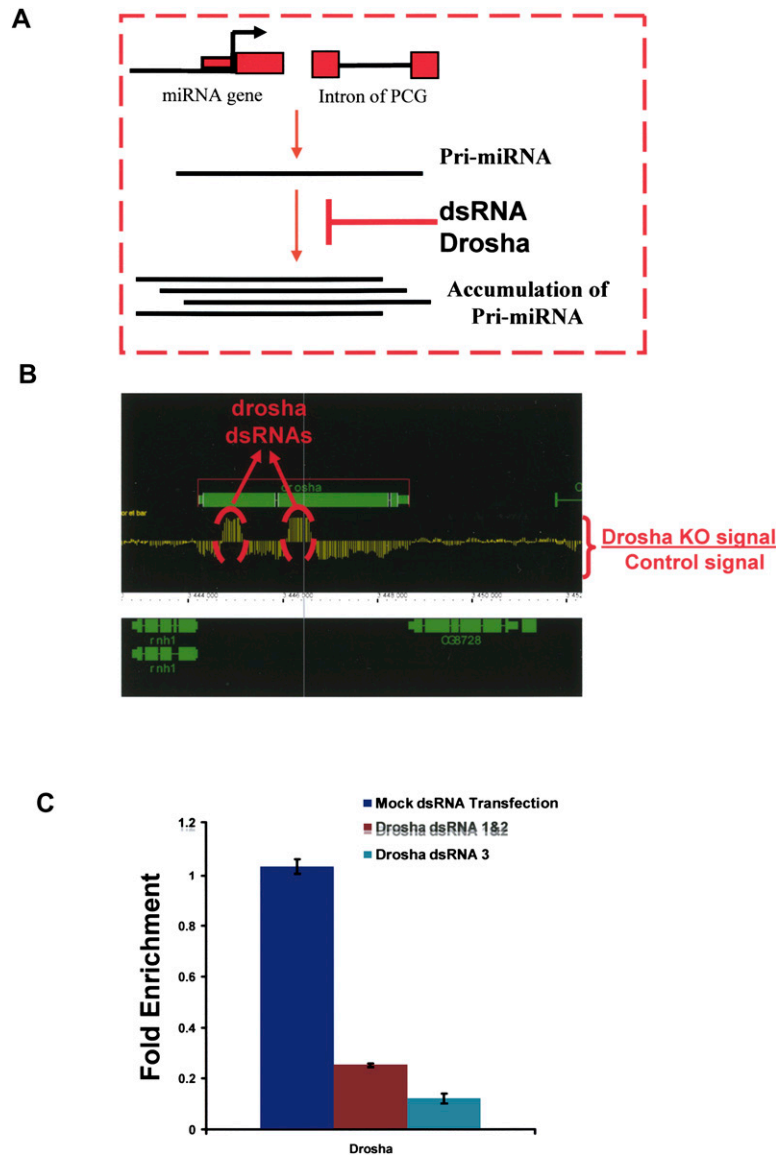 A
miRNA gene
Intron of PCG
Pri-miRNA
dsRNA
Drosha
Accumulation of
Pri-miRNA
B
drosha
dsRNAs
drosha
Drosha KO signal
Control signal
rnh1
rnh1
CG8728
C
Mock dsRNA Transfection
Drosha dsRNA 1&2
Drosha dsRNA 3
Fold Enrichment
1.2
1
0.8
0.6
0.4
0.2
0
Drosha